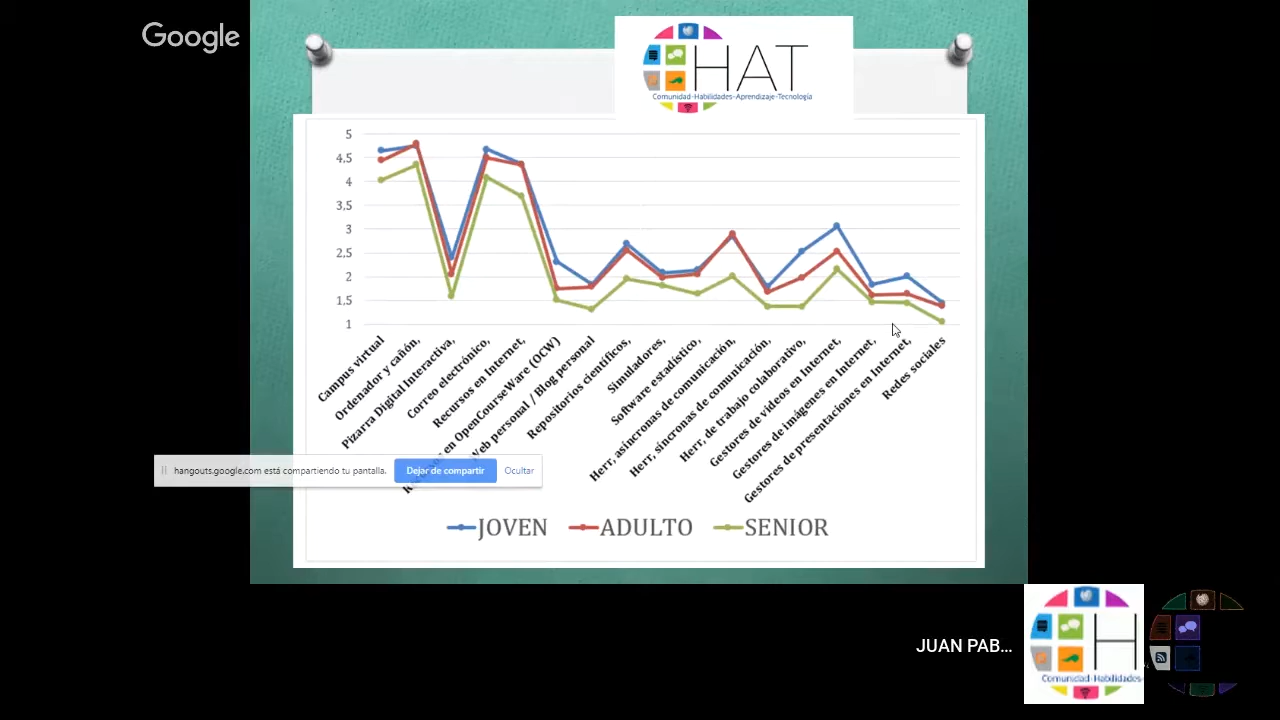 Google
HAT
Comunidad-Habilidades-Aprendizaje-Tecnología
5
4.5
4
3.5
3
2.5
2
1.5
1
Campus virtual
Ordenador y cañón,
Pizarra Digital Interactiva,
Correo electrónico,
Recursos en Internet,
en OpenCourseWare (OCW)
Web personal / Blog personal
Repositorios científicos,
Simuladores,
Software estadístico,
Herr, asíncronas de comunicación,
Herr, síncronas de comunicación,
Herr, de trabajo colaborativo,
Gestores de vídeos en Internet,
Gestores de imágenes en Internet,
Gestores de presentaciones en Internet,
Redes sociales
hangouts.google.com está compartiendo tu pantalla.
Dejar de compartir
Ocultar
JOVEN
ADULTO
SENIOR
JUAN PAB...
H
Comunidad-Habilidades-